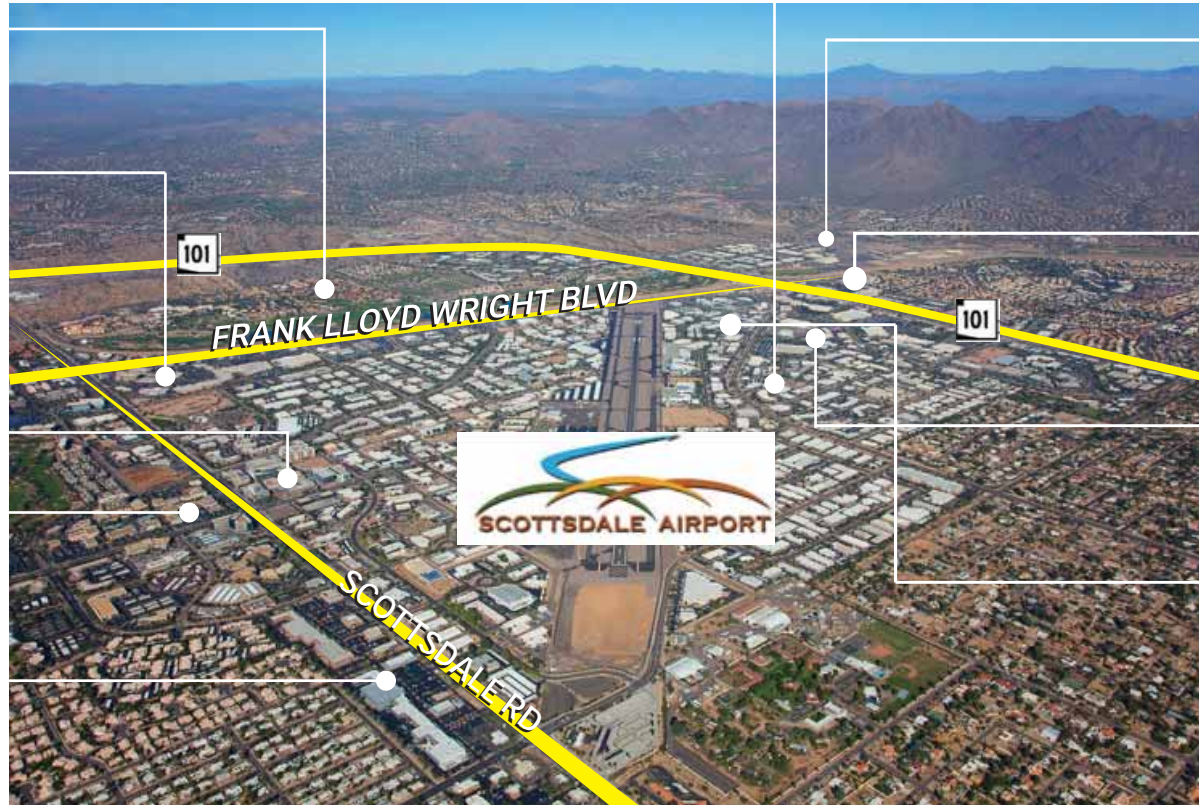 101
FRANK LLOYD WRIGHT BLVD
101
SCOTTSDALE AIRPORT
SCOTTSDALE RD